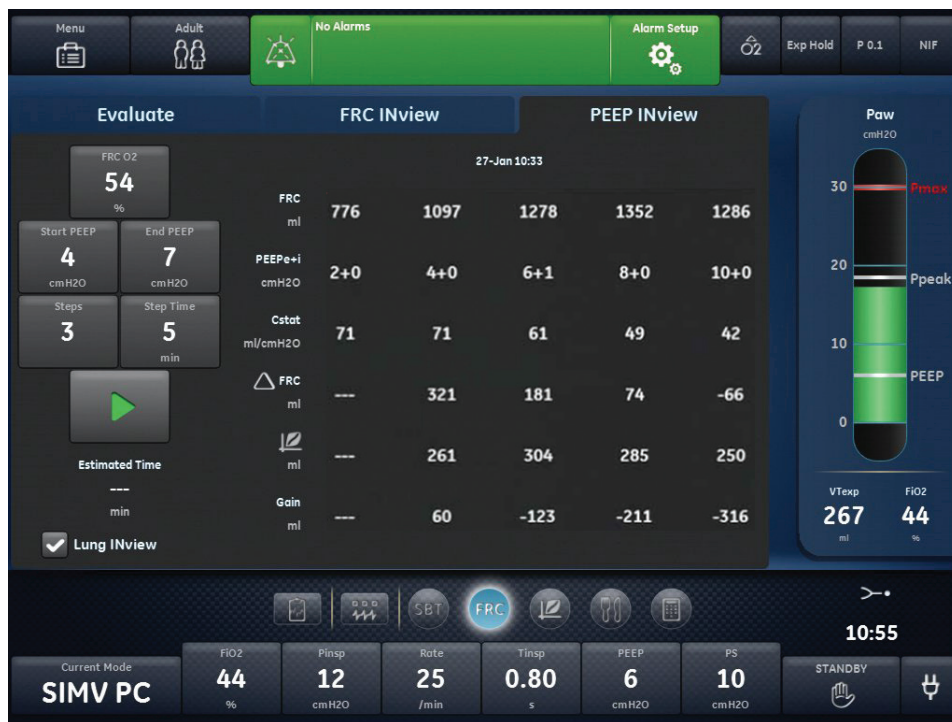 Menu
Adult
No Alarms
Alarm Setup
O2
Exp Hold
P 0.1
NIF
Evaluate
FRC INview
PEEP INview
27-Jan 10:33
FRC O2
54
%
Start PEEP
4
cmH2O
End PEEP
7
cmH2O
Steps
3
Step Time
5
min
Estimated Time
---
min
Lung INview
FRC ml 776 1097 1278 1352 1286
PEEPe+i cmH2O 2+0 4+0 6+1 8+0 10+0
Cstat ml/cmH2O 71 71 61 49 42
△ FRC ml --- 321 181 74 -66
ml --- 261 304 285 250
Gain ml --- 60 -123 -211 -316
Paw
cmH2O
30
Pmax
20
Ppeak
10
PEEP
0
VTexp
267
ml
FiO2
44
%
SBT
FRC
10:55
Current Mode
SIMV PC
FiO2
44
%
Pinsp
12
cmH2O
Rate
25
/min
Tinsp
0.80
s
PEEP
6
cmH2O
PS
10
cmH2O
STANDBY